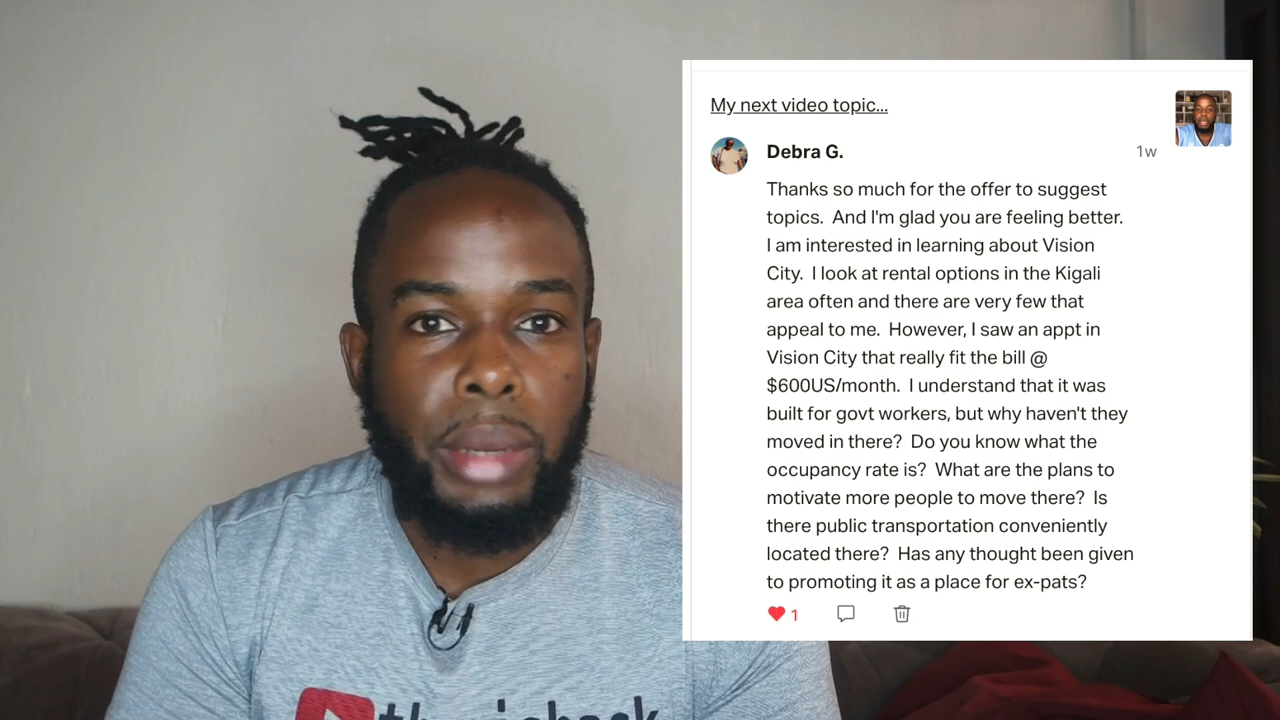 My next video topic...
Debra G.
1w
Thanks so much for the offer to suggest
topics.  And I'm glad you are feeling better.
I am interested in learning about Vision
City.  I look at rental options in the Kigali
area often and there are very few that
appeal to me.  However, I saw an appt in
Vision City that really fit the bill @
$600US/month.  I understand that it was
built for govt workers, but why haven't they
moved in there?  Do you know what the
occupancy rate is?  What are the plans to
motivate more people to move there?  Is
there public transportation conveniently
located there?  Has any thought been given
to promoting it as a place for ex-pats?
1